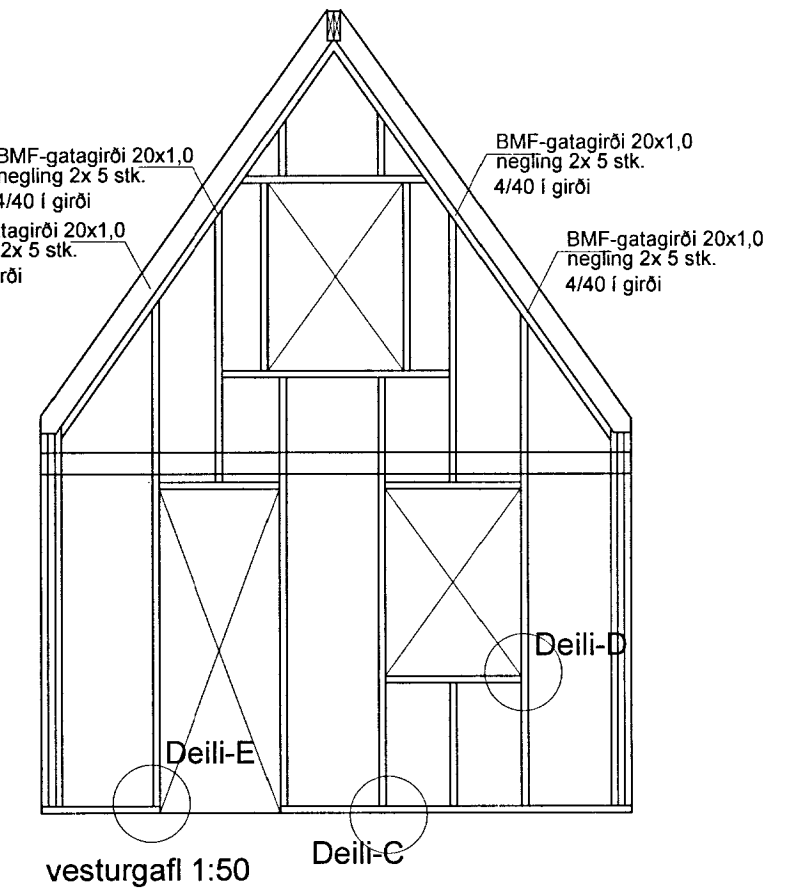 BMF-gatagirði 20x1,0
negling 2x 5 stk.
4/40 í girði
tagirði 20x1,0
2x 5 stk.
rði
BMF-gatagirði 20x1,0
negling 2x 5 stk.
4/40 í girði
BMF-gatagirði 20x1,0
negling 2x 5 stk.
4/40 í girði
Deili-D
Deili-E
Deili-C
vesturgafl 1:50